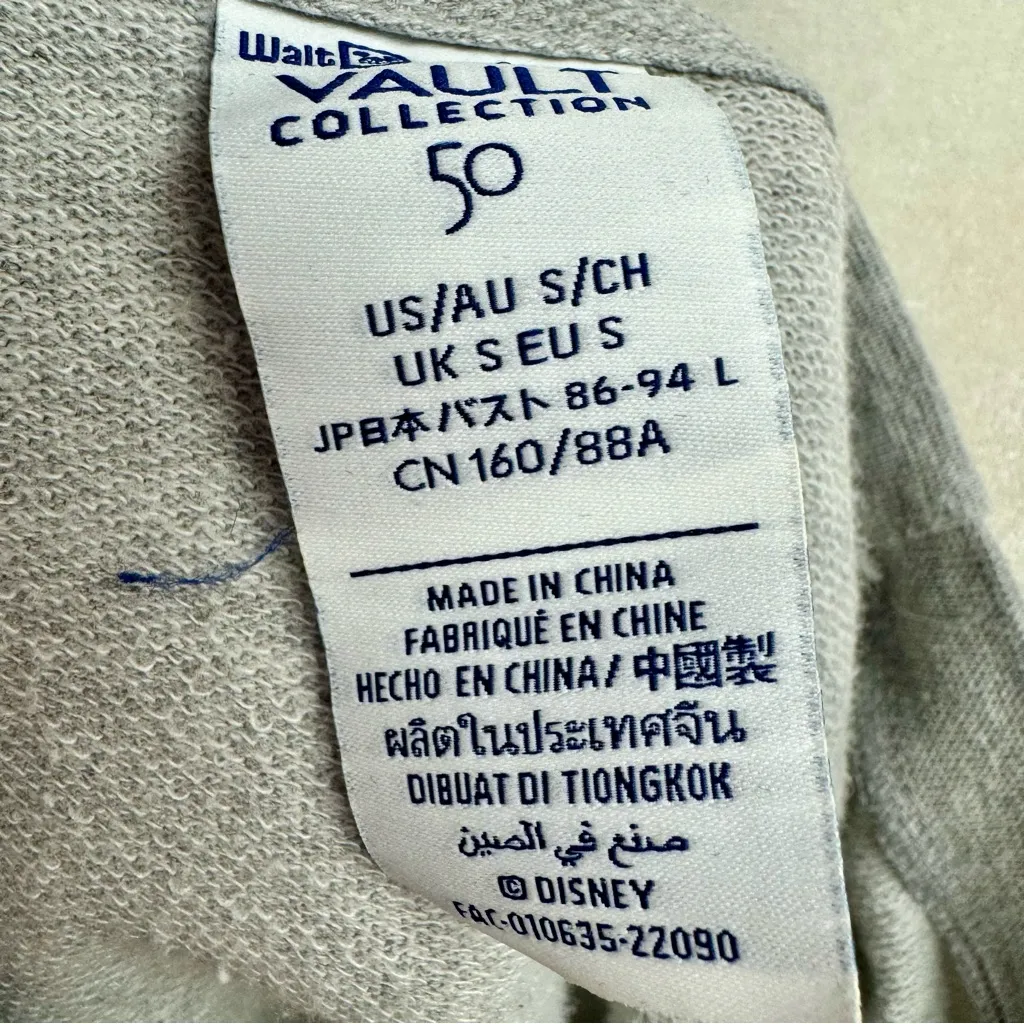 Walt
VAULT
COLLECTION
50
US/AU S/CH
UK S EU S
JP日本バスト 86-94 L
CN 160/88A
MADE IN CHINA
FABRIQUÉ EN CHINE
HECHO EN CHINA/ 中國製
ผลิตในประเทศจีน
DIBUAT DI TIONGKOK
صنع في الصين
© DISNEY
FAC-010635-22090